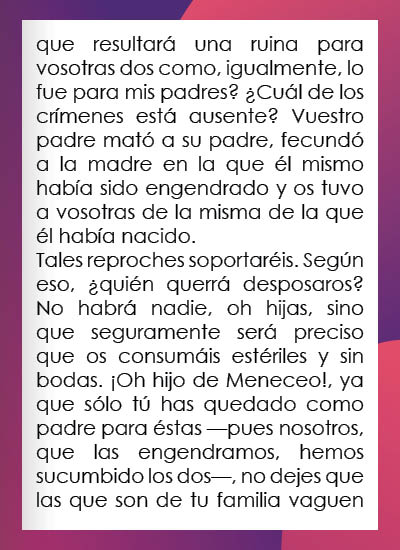 que resultará una ruina para
vosotras dos como, igualmente, lo
fue para mis padres? ¿Cuál de los
crímenes está ausente? Vuestro
padre mató a su padre, fecundó
a la madre en la que él mismo
había sido engendrado y os tuvo
a vosotras de la misma de la que
él había nacido.
Tales reproches soportaréis. Según
eso, ¿quién querrá desposaros?
No habrá nadie, oh hijas, sino
que seguramente será preciso
que os consumáis estériles y sin
bodas. ¡Oh hijo de Meneceo!, ya
que sólo tú has quedado como
padre para éstas —pues nosotros,
que las engendramos, hemos
sucumbido los dos—, no dejes que
las que son de tu familia vaguen